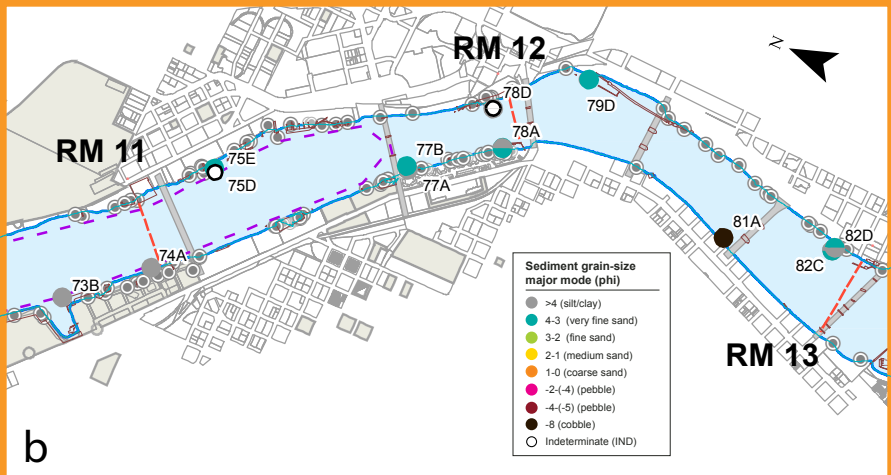 RM 12
N
78D
79D
RM 11
75E
77B
78A
75D
77A
81A
82D
74A
82C
73B
Sediment grain-size
major mode (phi)
>4 (silt/clay)
4-3 (very fine sand)
3-2 (fine sand)
2-1 (medium sand)
1-0 (coarse sand)
-2-(-4) (pebble)
-4-(-5) (pebble)
-8 (cobble)
Indeterminate (IND)
RM 13
b